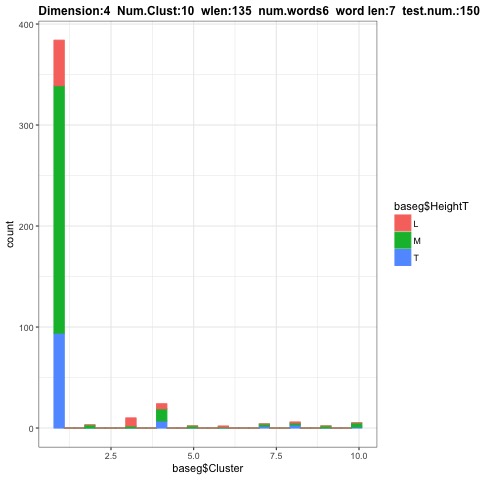 Dimension:4  Num.Clust:10  wlen:135  num.words6  word len:7  test.num.:150
400
300
200
100
0
count
2.5
5.0
7.5
10.0
baseg$Cluster
baseg$HeightT
L
M
T